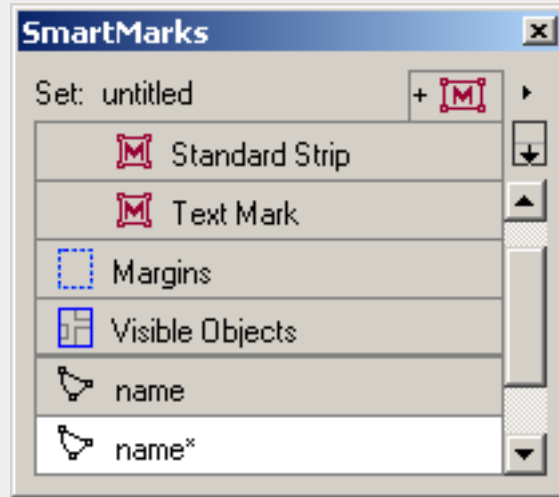 SmartMarks
Set: untitled
Standard Strip
Text Mark
Margins
Visible Objects
name
name*